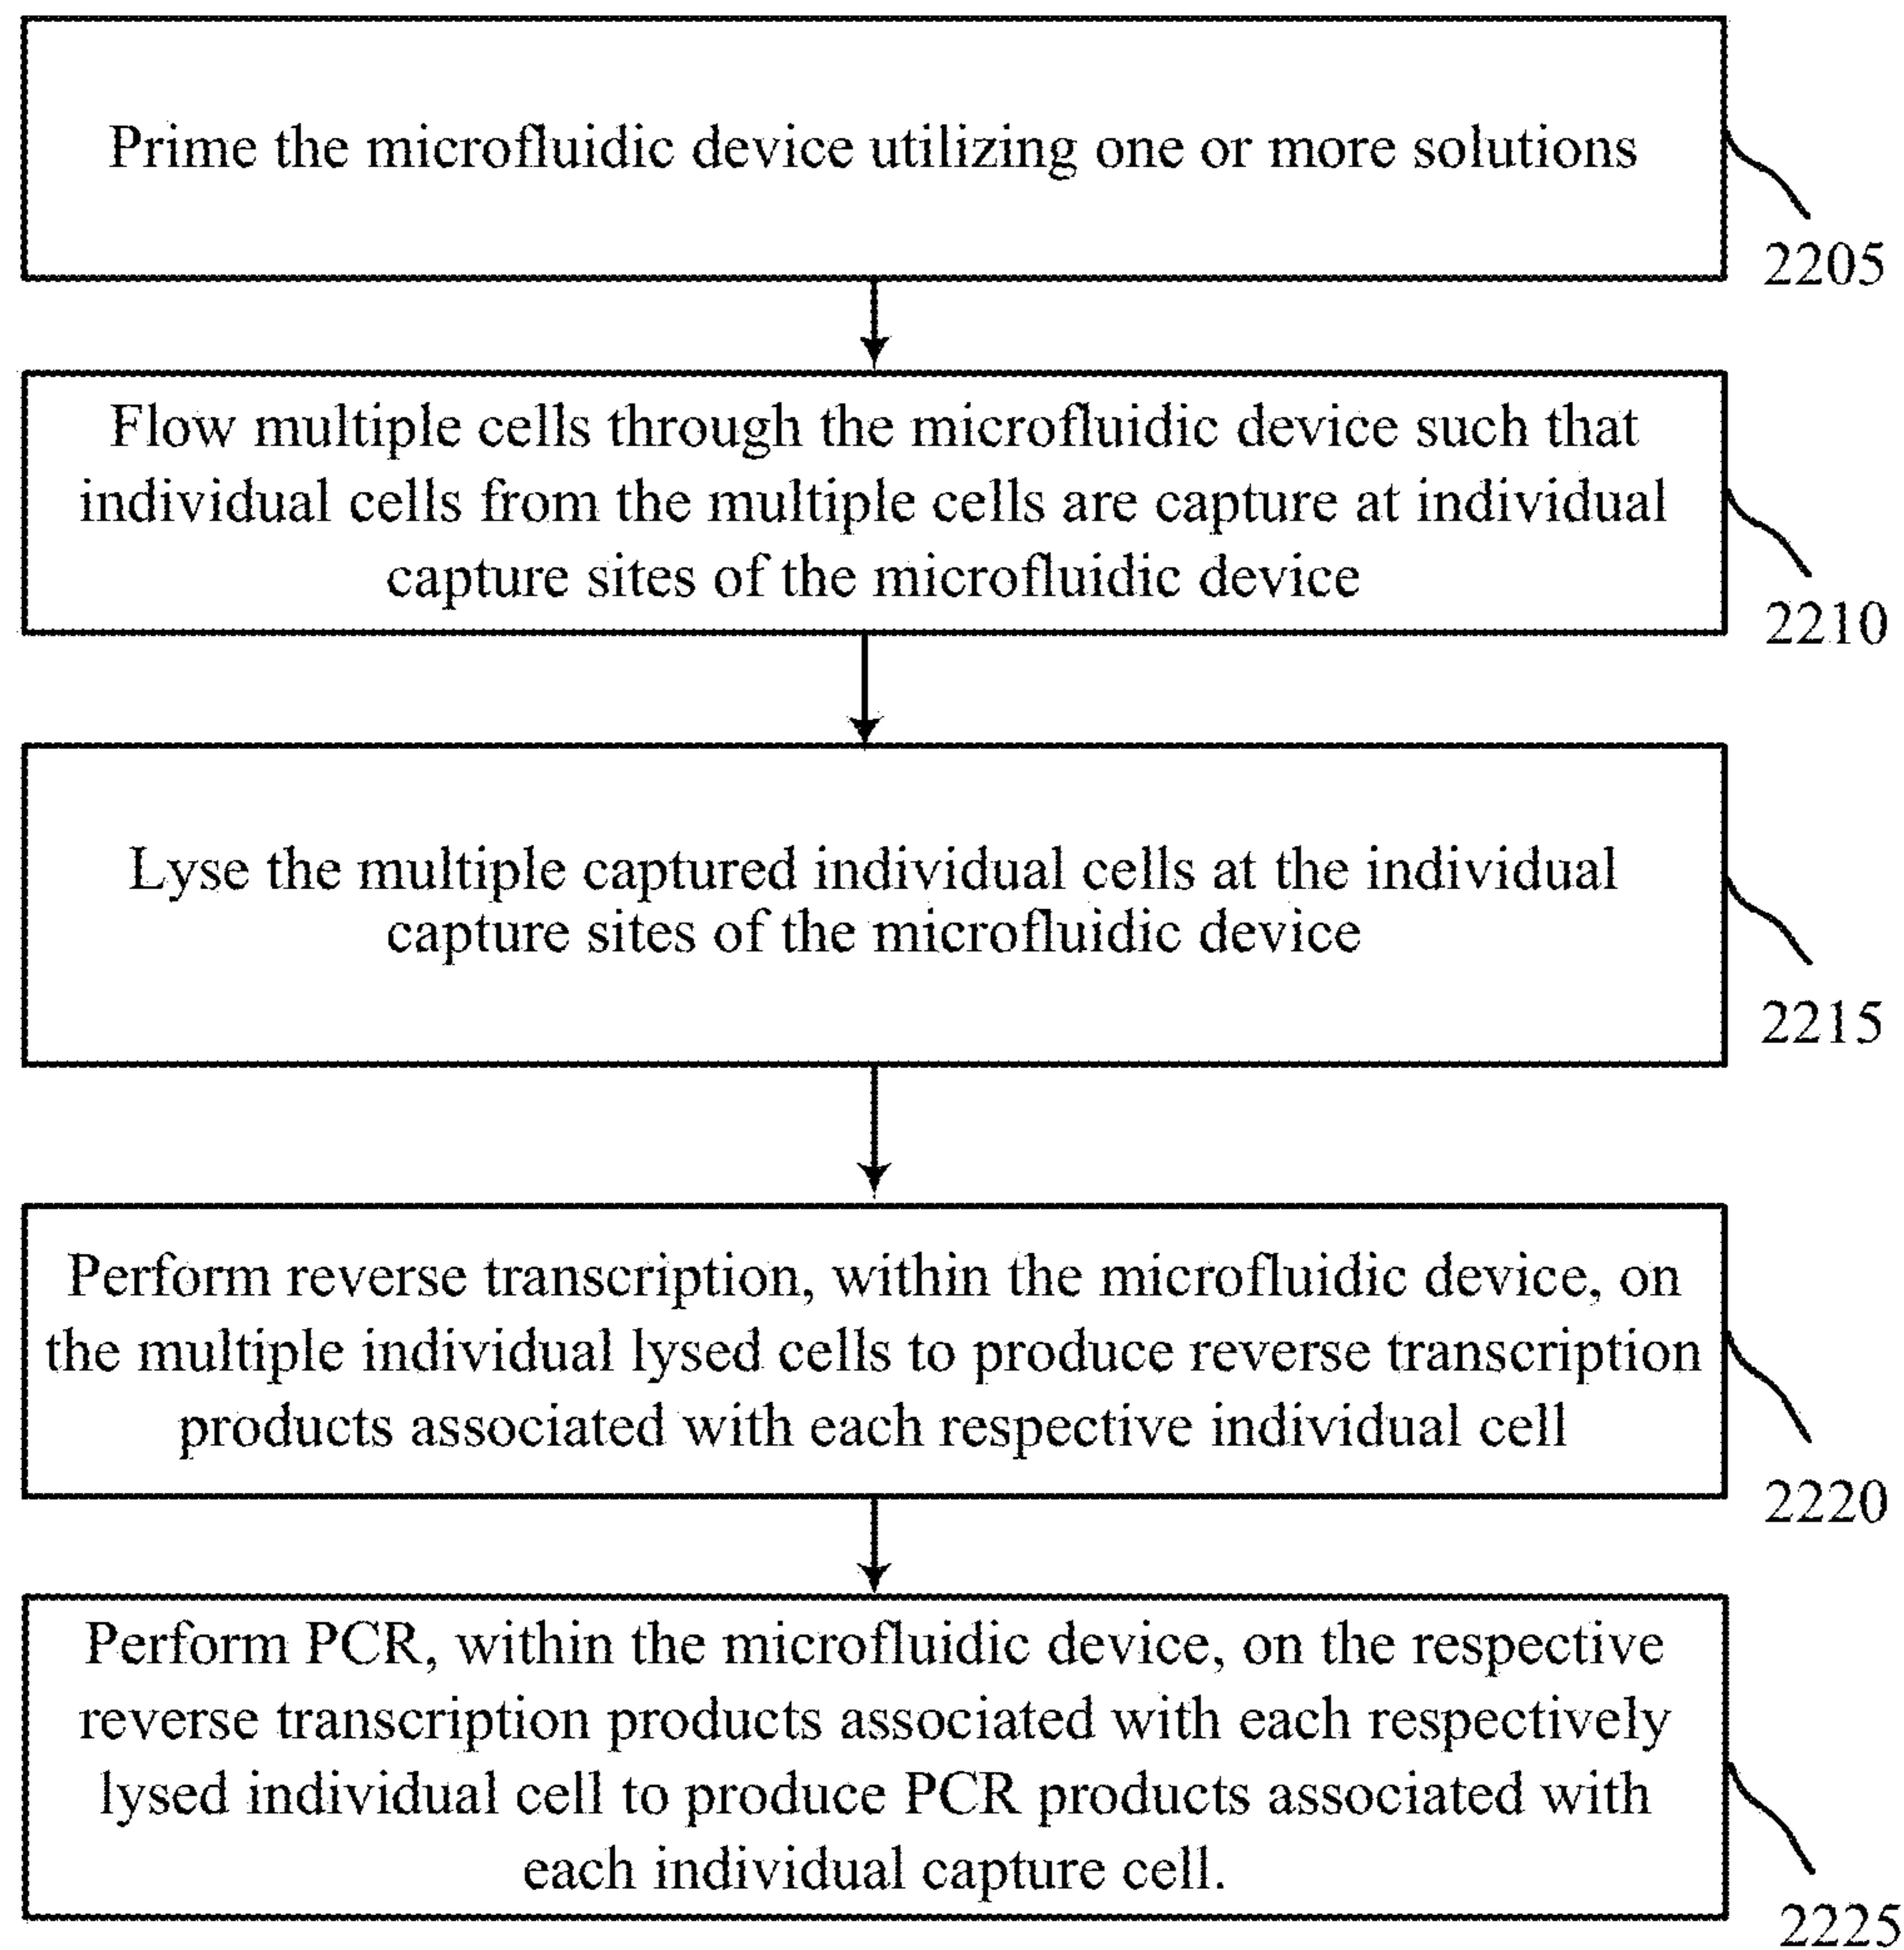 Prime the microfluidic device utilizing one or more solutions
2205
Flow multiple cells through the microfluidic device such that
individual cells from the multiple cells are capture at individual
capture sites of the microfluidic device
2210
Lyse the multiple captured individual cells at the individual
capture sites of the microfluidic device
2215
Perform reverse transcription, within the microfluidic device, on
the multiple individual lysed cells to produce reverse transcription
products associated with each respective individual cell
2220
Perform PCR, within the microfluidic device, on the respective
reverse transcription products associated with each respectively
lysed individual cell to produce PCR products associated with
each individual capture cell.
2225